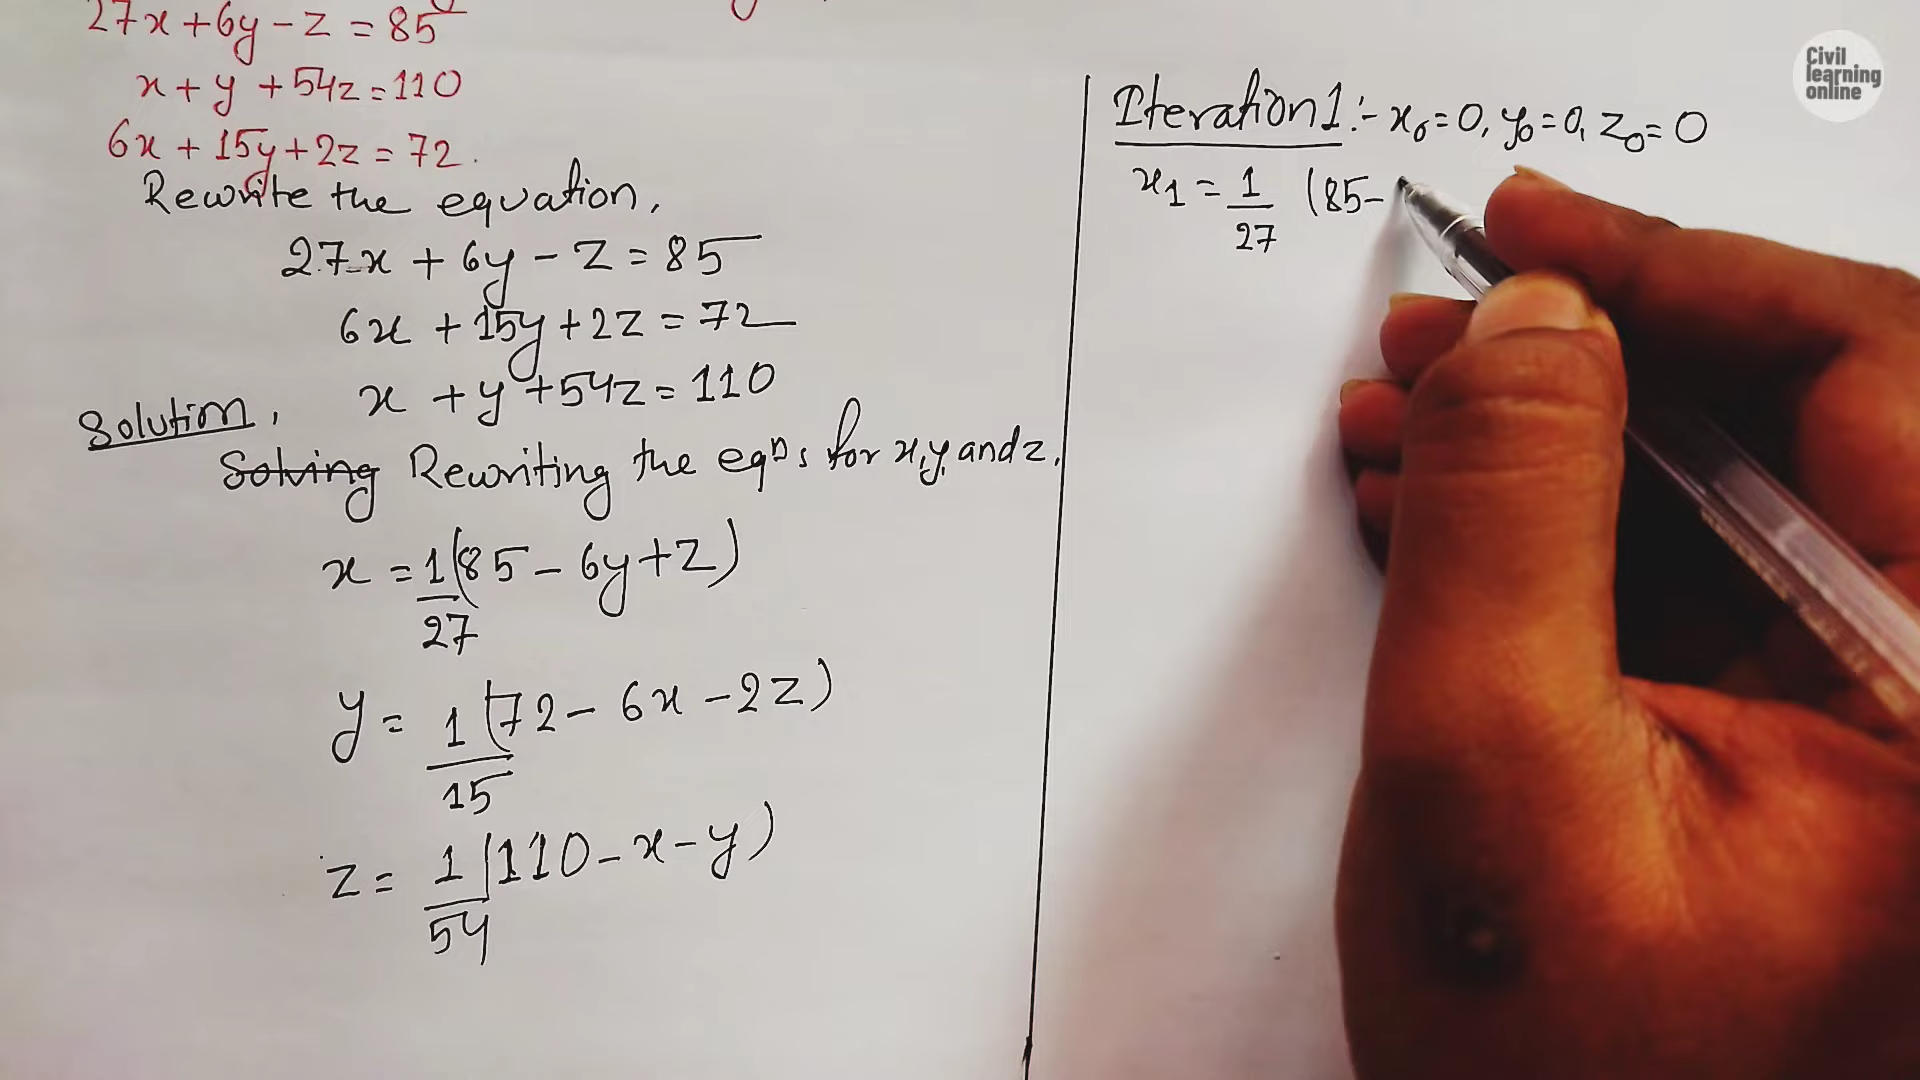 27x + 6y - z = 85
x + y + 54z = 110
6x + 15y + 2z = 72.
Rewrite the equation,
27x + 6y - z = 85
6x + 15y + 2z = 72
x + y + 54z = 110
Solution,
Solving Rewriting the eqⁿs for x, y, and z,
x = 1/27 (85 - 6y + z)
y = 1/15 (72 - 6x - 2z)
z = 1/54 (110 - x - y)
Iteration 1:- x₀ = 0, y₀ = 0, z₀ = 0
x₁ = 1/27 (85 -
Civil
learning
online